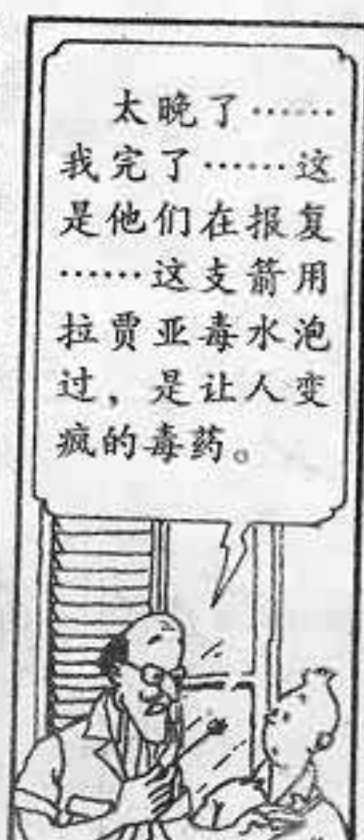 太晚了……
我完了……这
是他们在报复
……这支箭用
拉贾亚毒水泡
过，是让人变
疯的毒药。